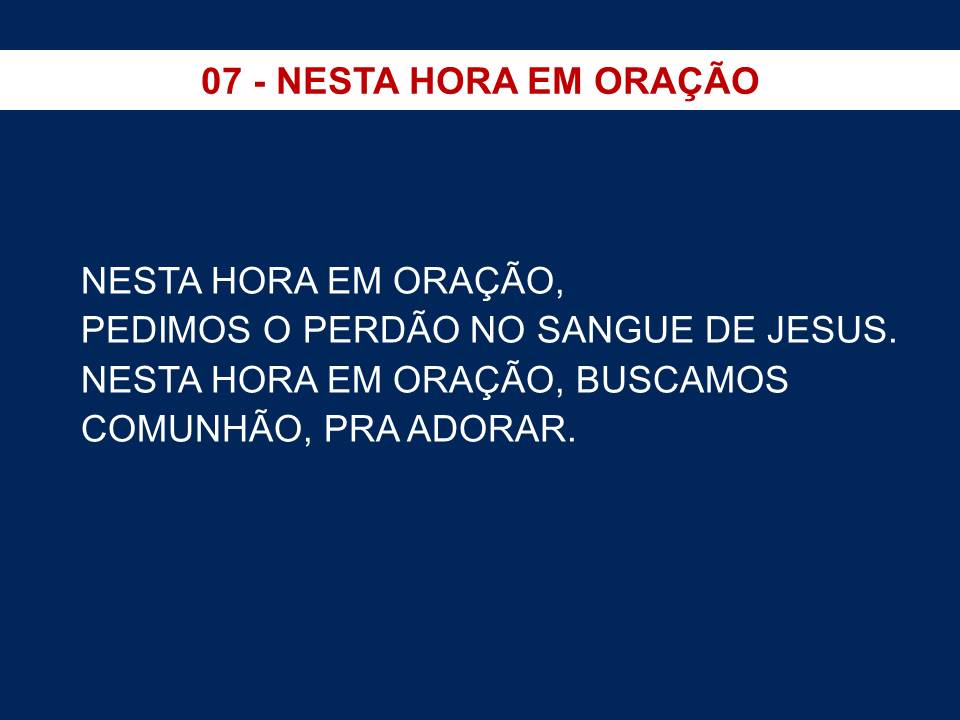 07 - NESTA HORA EM ORAÇÃO
NESTA HORA EM ORAÇÃO,
PEDIMOS O PERDÃO NO SANGUE DE JESUS.
NESTA HORA EM ORAÇÃO, BUSCAMOS
COMUNHÃO, PRA ADORAR.